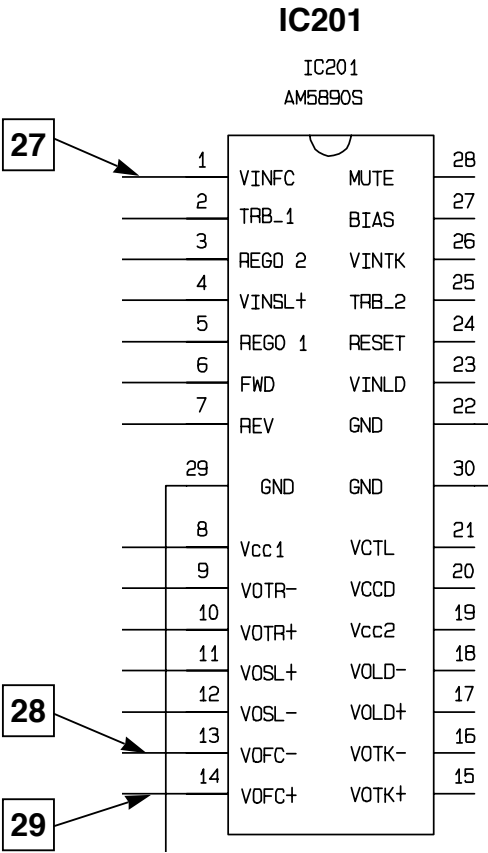 IC201
IC201
AM5890S
27
1 VINFC MUTE 28
2 TRB_1 BIAS 27
3 REGO 2 VINTK 26
4 VINSL+ TRB_2 25
5 REGO 1 RESET 24
6 FWD VINLD 23
7 REV GND 22
29 GND GND 30
8 Vcc1 VCTL 21
9 VOTR- VCCD 20
10 VOTR+ Vcc2 19
11 VOSL+ VOLD- 18
12 VOSL- VOLD+ 17
28
13 VOFC- VOTK- 16
14 VOFC+ VOTK+ 15
29